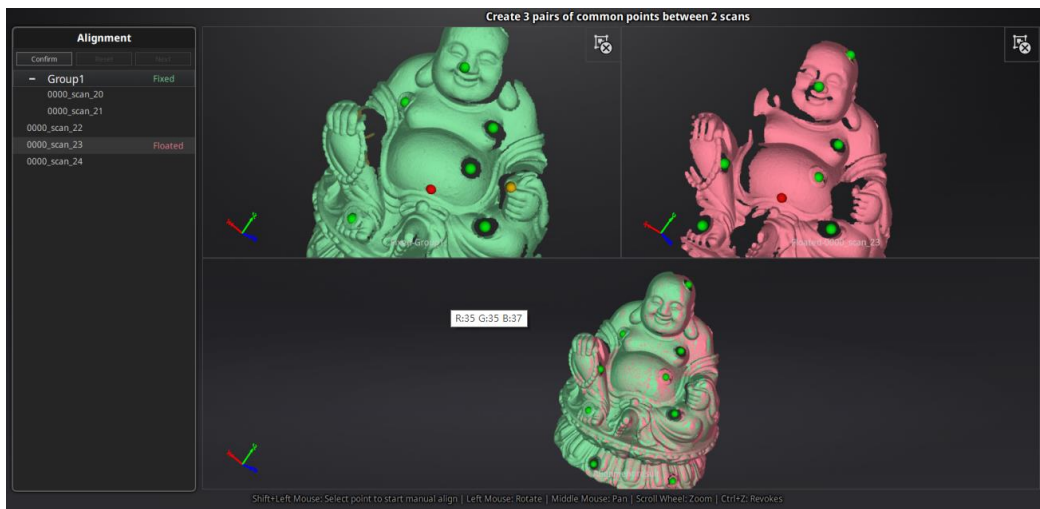 Create 3 pairs of common points between 2 scans
Alignment
Confirm Reset Next
− Group1 Fixed
0000_scan_20
0000_scan_21
0000_scan_22
0000_scan_23 Floated
0000_scan_24
Floated-0000_scan_23
R:35 G:35 B:37
Shift+Left Mouse: Select point to start manual align | Left Mouse: Rotate | Middle Mouse: Pan | Scroll Wheel: Zoom | Ctrl+Z: Revokes